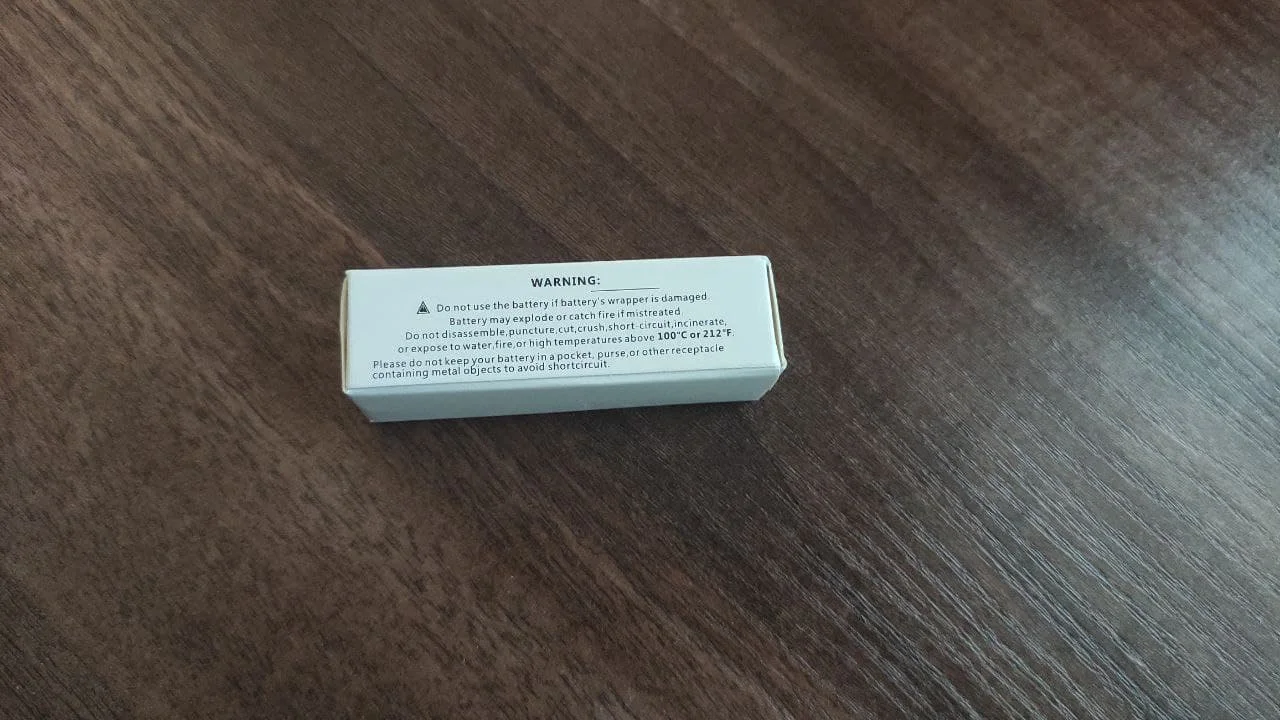 WARNING:
Do not use the battery if battery's wrapper is damaged.
Battery may explode or catch fire if mistreated.
Do not disassemble,puncture,cut,crush,short-circuit,incinerate,
or expose to water,fire,or high temperatures above 100°C or 212°F.
Please do not keep your battery in a pocket, purse,or other receptacle
containing metal objects to avoid shortcircuit.